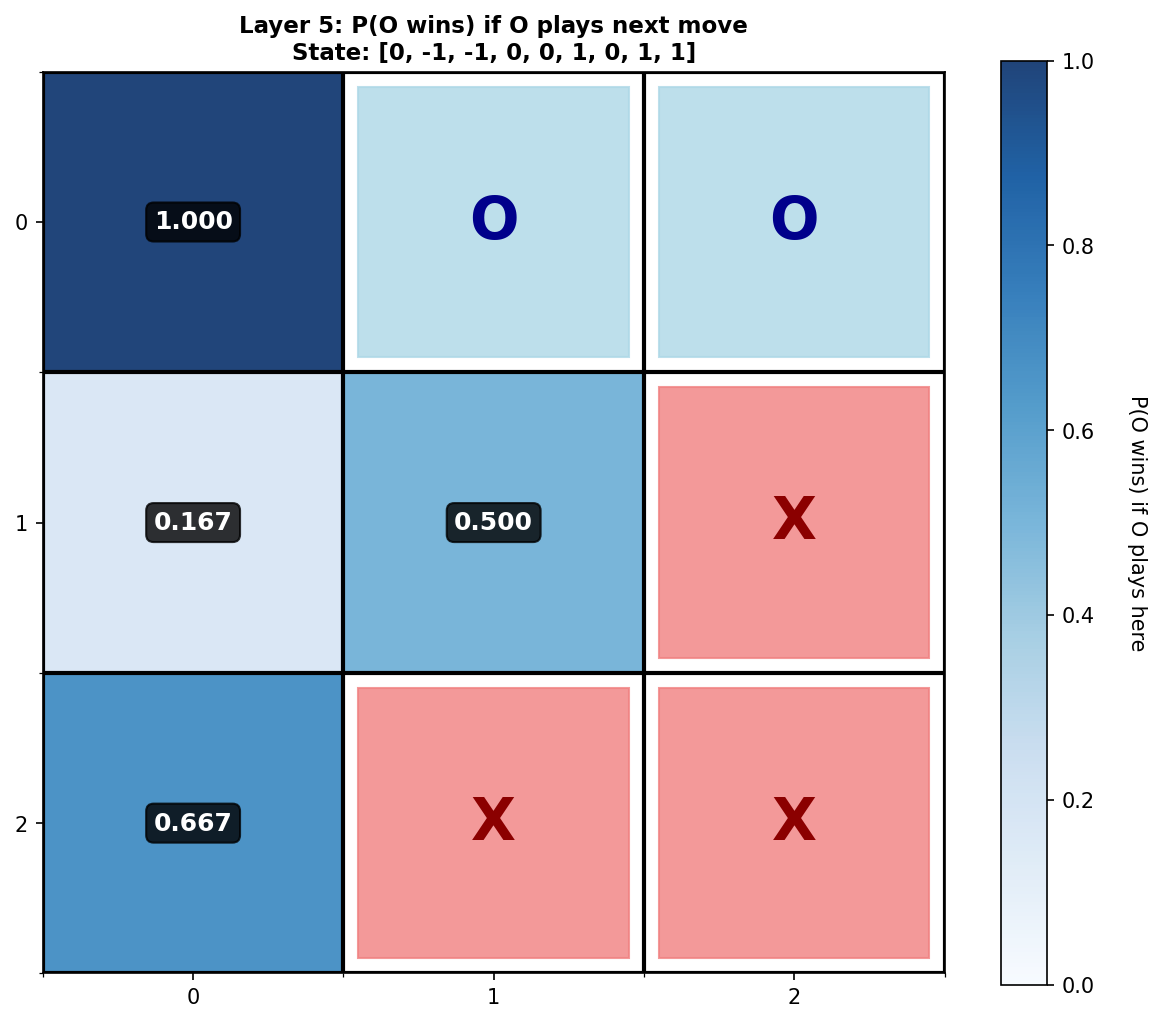 Layer 5: P(O wins) if O plays next move
State: [0, -1, -1, 0, 0, 1, 0, 1, 1]
1.0
0.8
0.6
0.4
0.2
0.0
P(O wins) if O plays here
0
1.000
O
O
1
0.167
0.500
X
2
0.667
X
X
0
1
2